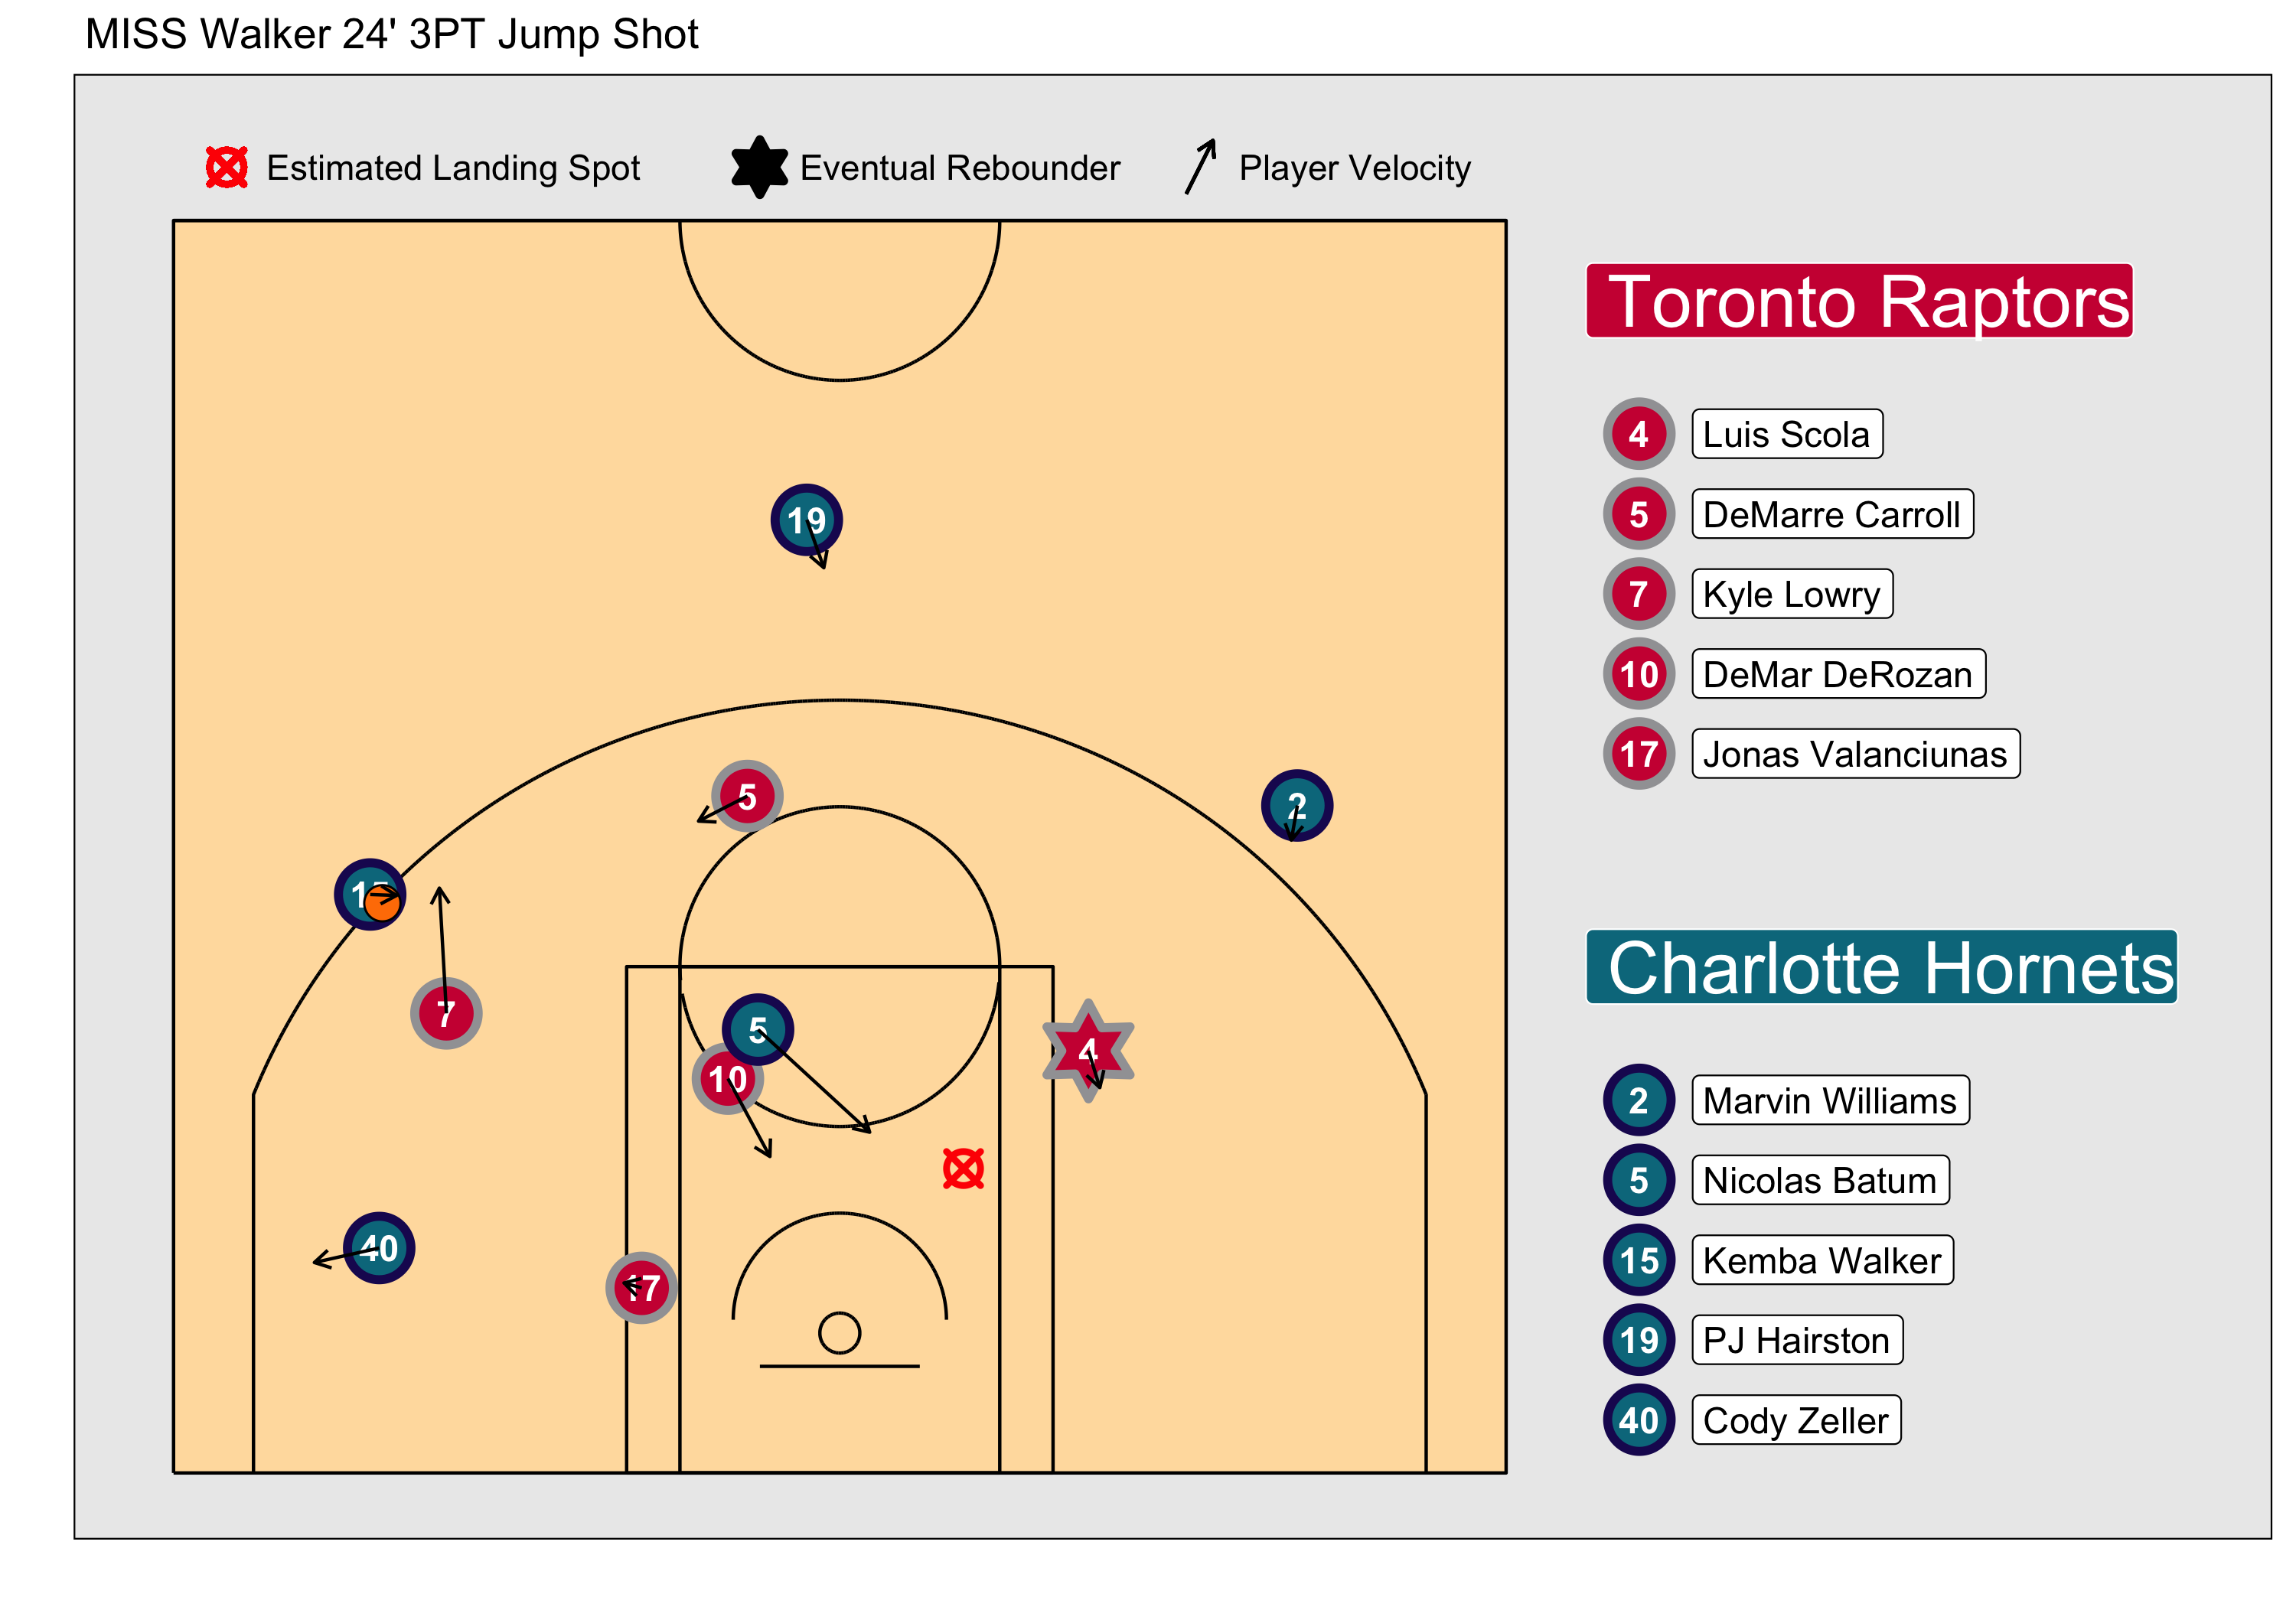 MISS Walker 24' 3PT Jump Shot
Estimated Landing Spot
Eventual Rebounder
Player Velocity
Toronto Raptors
4 Luis Scola
5 DeMarre Carroll
7 Kyle Lowry
10 DeMar DeRozan
17 Jonas Valanciunas
Charlotte Hornets
2 Marvin Williams
5 Nicolas Batum
15 Kemba Walker
19 PJ Hairston
40 Cody Zeller
19
5
2
7
5
4
10
40
17